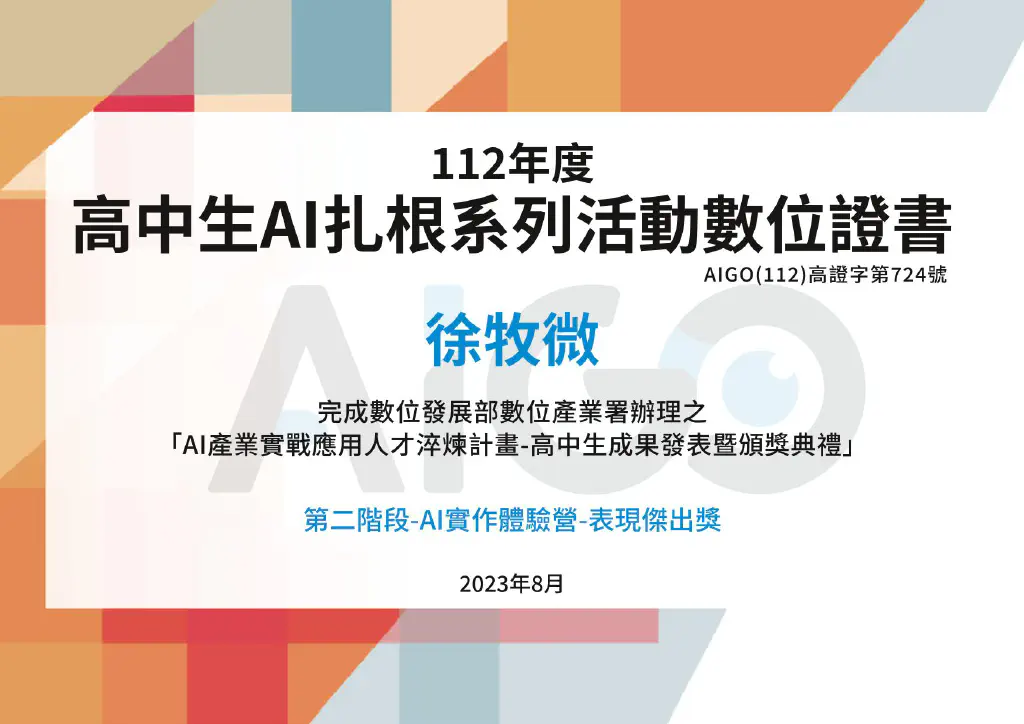 112年度
高中生AI扎根系列活動數位證書
AIGO(112)高證字第724號
AIGO
徐牧微
完成數位發展部數位產業署辦理之
「AI產業實戰應用人才淬煉計畫-高中生成果發表暨頒獎典禮」
第二階段-AI實作體驗營-表現傑出獎
2023年8月